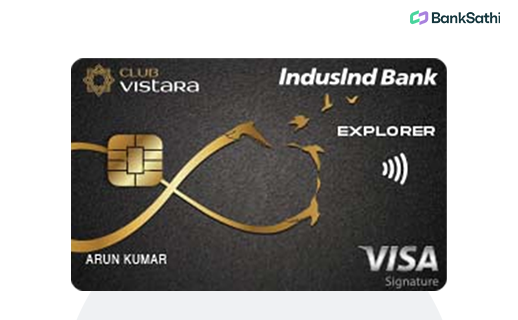 BankSathi
CLUB
VISTARA
IndusInd Bank
EXPLORER
ARUN KUMAR
VISA
Signature